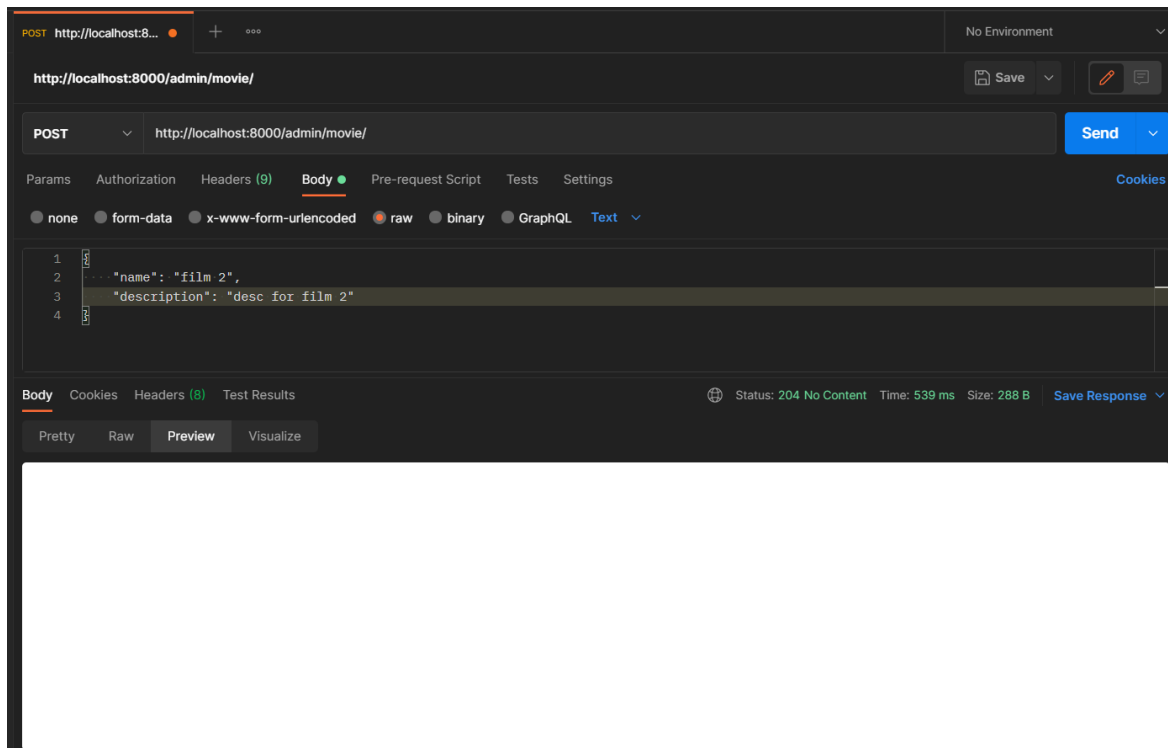 POST http://localhost:8... No Environment
http://localhost:8000/admin/movie/ Save
POST http://localhost:8000/admin/movie/ Send
Params Authorization Headers (9) Body Pre-request Script Tests Settings Cookies
none form-data x-www-form-urlencoded raw binary GraphQL Text
1 {
2 "name": "film 2",
3 "description": "desc for film 2"
4 }
Body Cookies Headers (8) Test Results Status: 204 No Content Time: 539 ms Size: 288 B Save Response
Pretty Raw Preview Visualize